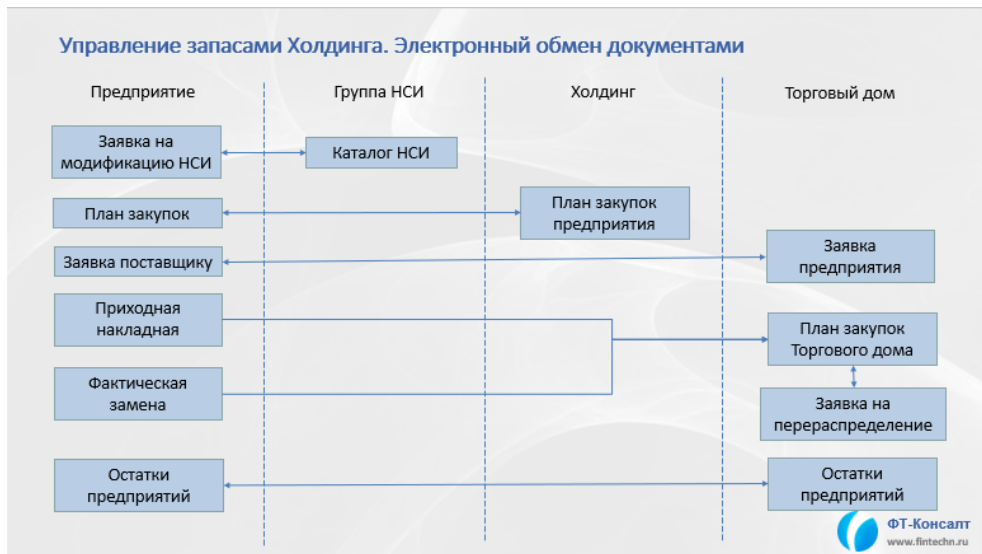 Управление запасами Холдинга. Электронный обмен документами
Предприятие
Группа НСИ
Холдинг
Торговый дом
Заявка на
модификацию НСИ
Каталог НСИ
План закупок
План закупок
предприятия
Заявка поставщику
Заявка
предприятия
Приходная
накладная
План закупок
Торгового дома
Фактическая
замена
Заявка на
перераспределение
Остатки
предприятий
Остатки
предприятий
ФТ-Консалт
www.fintechn.ru